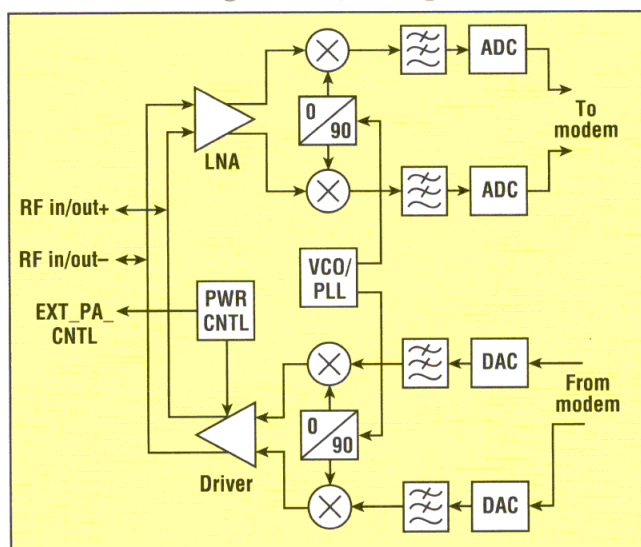 ADC
0
90
To
modem
LNA
RF in/out+
ADC
RF in/out–
VCO/
PLL
PWR
CNTL
EXT_PA_
CNTL
DAC
From
modem
0
90
Driver
DAC